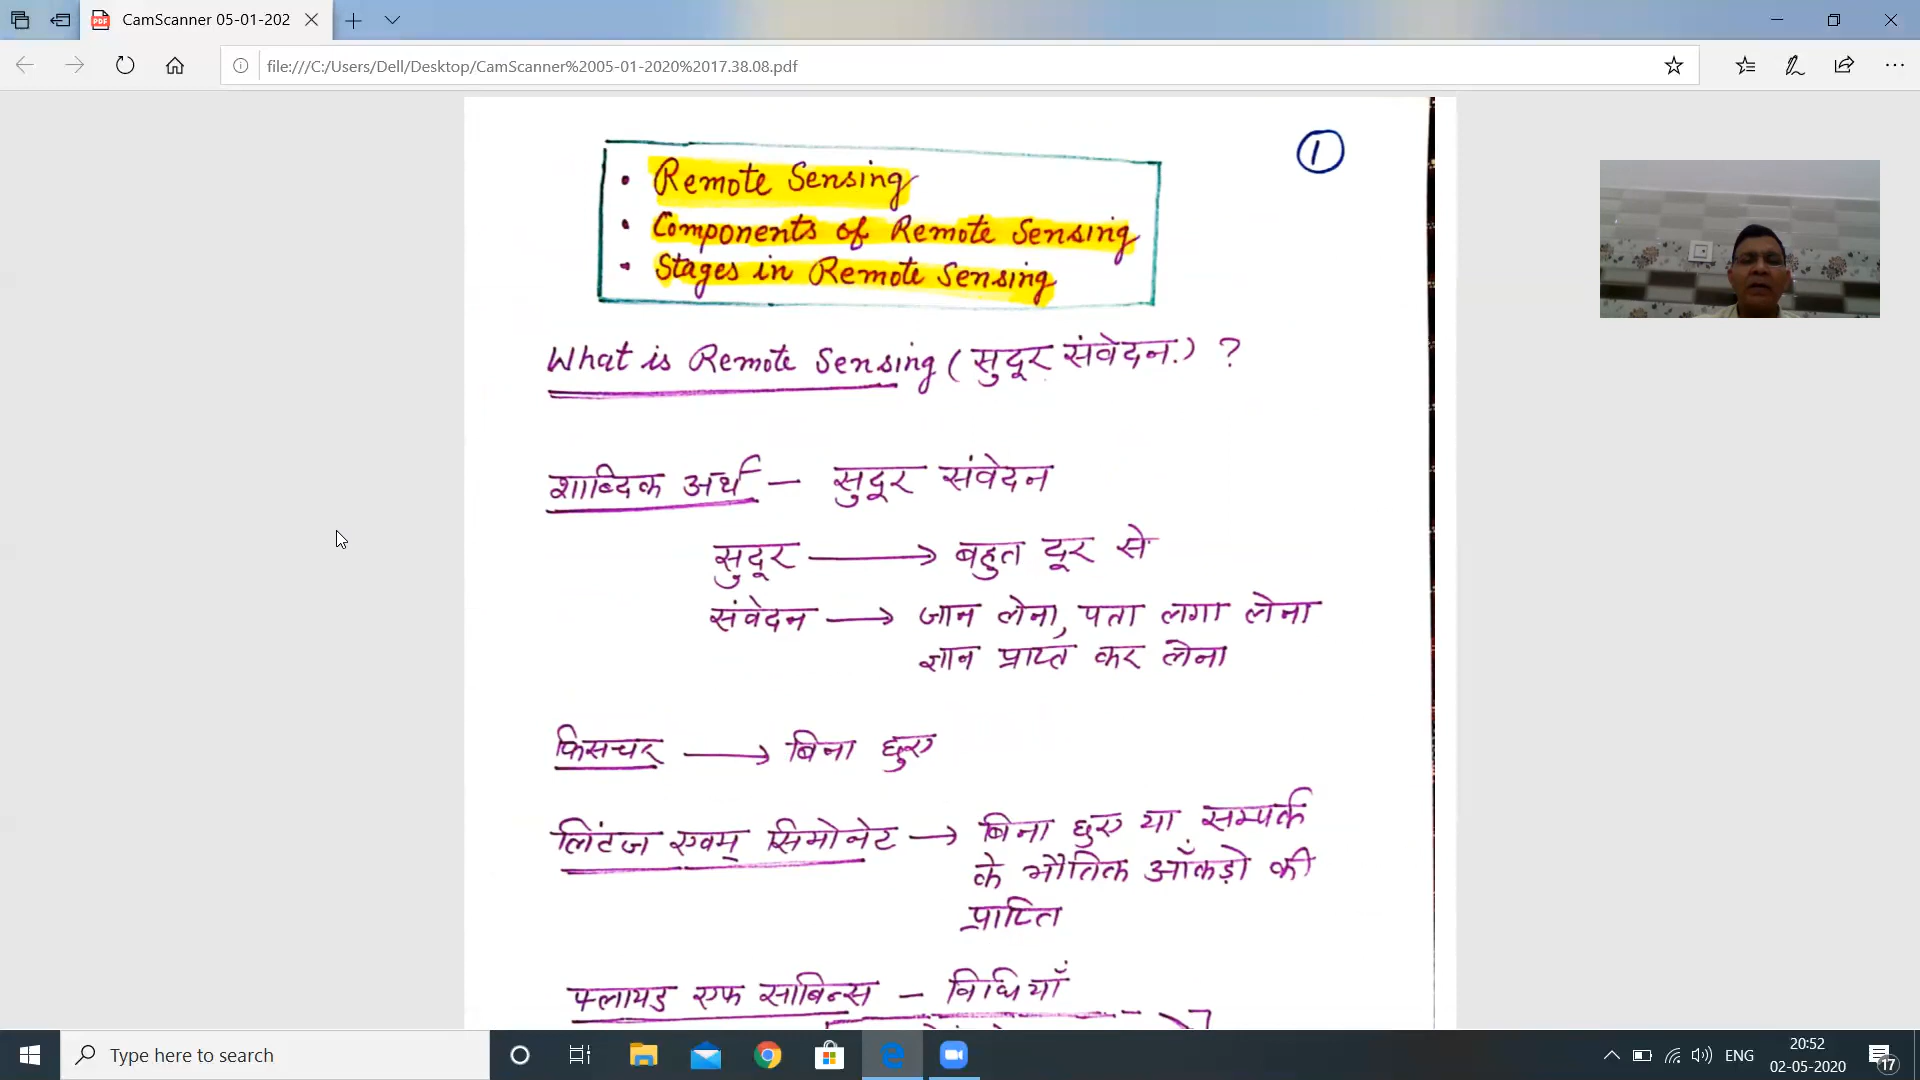 CamScanner 05-01-202
file:///C:/Users/Dell/Desktop/CamScanner%2005-01-2020%2017.38.08.pdf
1
• Remote Sensing
• Components of Remote Sensing
• Stages in Remote Sensing
What is Remote Sensing (सुदूर संवेदन.) ?
शाब्दिक अर्थ – सुदूर संवेदन
सुदूर → बहुत दूर से
संवेदन → जान लेना, पता लगा लेना
ज्ञान प्राप्त कर लेना
फिसचर → बिना छुए
लिंटज एवम् सिमोनेट → बिना छुए या सम्पर्क
के भौतिक आँकड़ो की
प्राप्ति
फ्लायड एफ साबिन्स – विधियाँ
Type here to search
ENG
20:52
02-05-2020
17